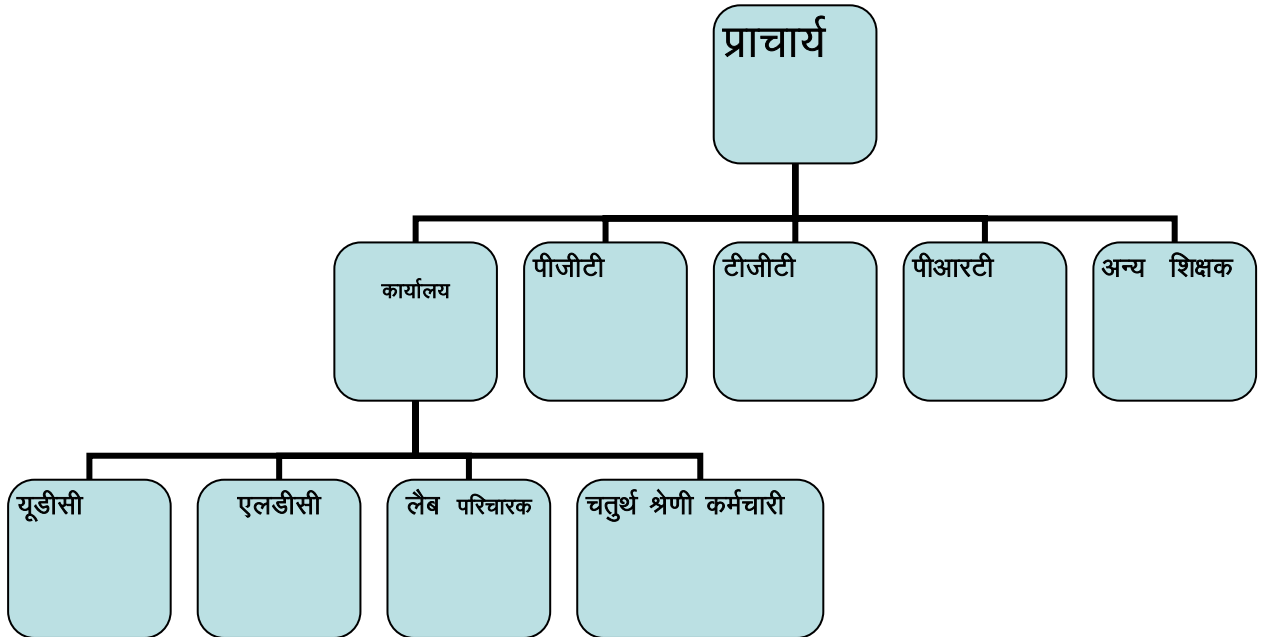 प्राचार्य
कार्यालय
पीजीटी
टीजीटी
पीआरटी
अन्य शिक्षक
यूडीसी
एलडीसी
लैब परिचारक
चतुर्थ श्रेणी कर्मचारी